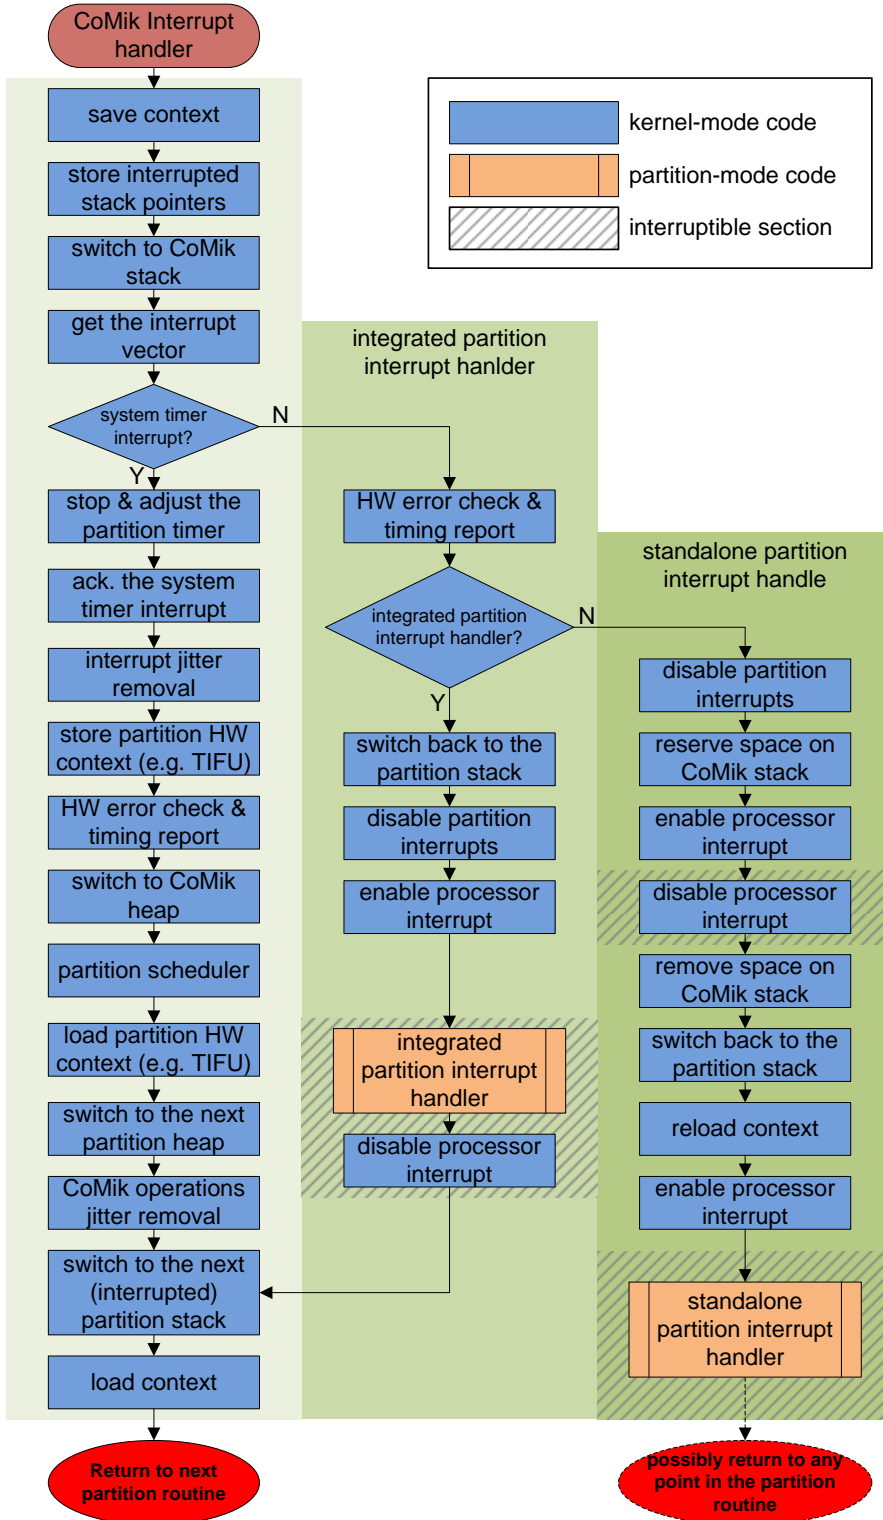 CoMik Interrupt
handler
save context
store interrupted
stack pointers
switch to CoMik
stack
get the interrupt
vector
system timer
interrupt?
N
Y
stop & adjust the
partition timer
ack. the system
timer interrupt
interrupt jitter
removal
store partition HW
context (e.g. TIFU)
HW error check &
timing report
switch to CoMik
heap
partition scheduler
load partition HW
context (e.g. TIFU)
switch to the next
partition heap
CoMik operations
jitter removal
switch to the next
(interrupted)
partition stack
load context
Return to next
partition routine
kernel-mode code
partition-mode code
interruptible section
integrated partition
interrupt hanlder
HW error check &
timing report
integrated partition
interrupt handler?
N
Y
switch back to the
partition stack
disable partition
interrupts
enable processor
interrupt
integrated
partition interrupt
handler
disable processor
interrupt
standalone partition
interrupt handle
disable partition
interrupts
reserve space on
CoMik stack
enable processor
interrupt
disable processor
interrupt
remove space on
CoMik stack
switch back to the
partition stack
reload context
enable processor
interrupt
standalone
partition interrupt
handler
possibly return to any
point in the partition
routine